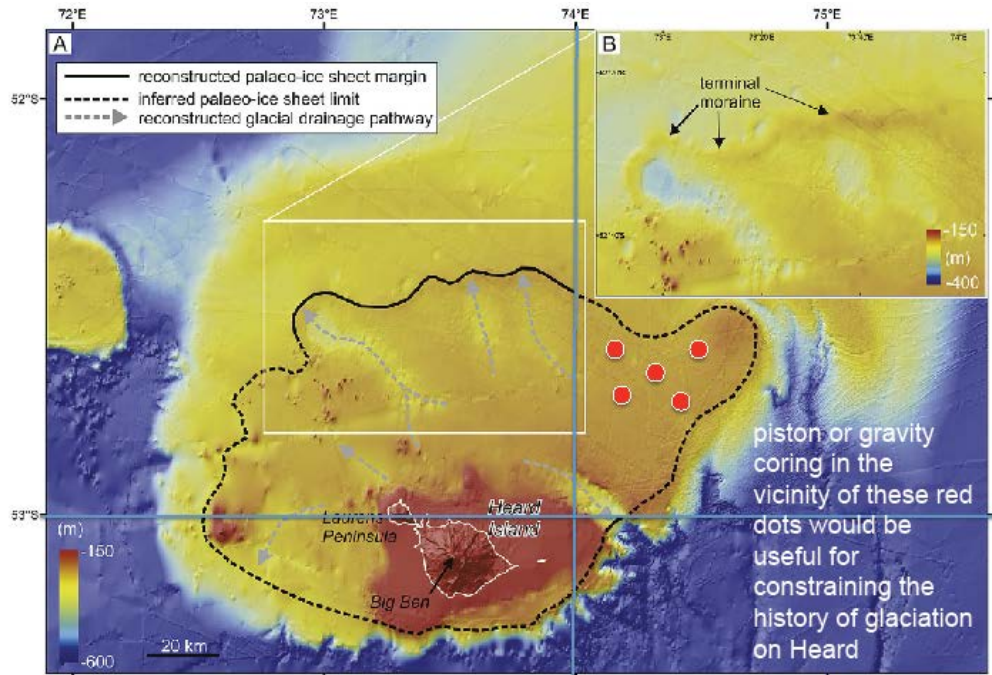 72°E
73°E
74°E
75°E
A
reconstructed palaeo-ice sheet margin
inferred palaeo-ice sheet limit
reconstructed glacial drainage pathway
B
73°E
74°E
terminal
moraine
-150
(m)
-400
52°S
53°S
Laurens
Peninsula
Heard
Island
Big Ben
(m)
-150
-600
20 km
piston or gravity
coring in the
vicinity of these red
dots would be
useful for
constraining the
history of glaciation
on Heard